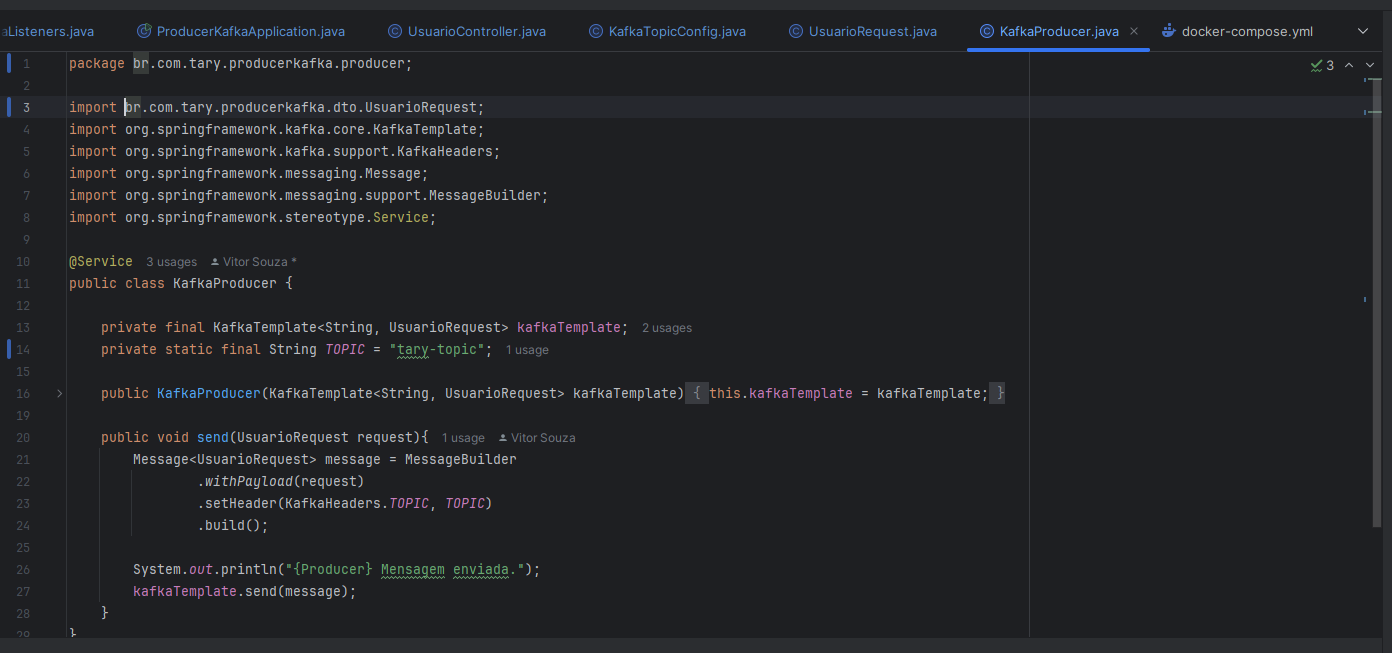 aListeners.java ProducerKafkaApplication.java UsuarioController.java KafkaTopicConfig.java UsuarioRequest.java KafkaProducer.java × docker-compose.yml
1 package br.com.tary.producerkafka.producer; 3
2
3 import br.com.tary.producerkafka.dto.UsuarioRequest;
4 import org.springframework.kafka.core.KafkaTemplate;
5 import org.springframework.kafka.support.KafkaHeaders;
6 import org.springframework.messaging.Message;
7 import org.springframework.messaging.support.MessageBuilder;
8 import org.springframework.stereotype.Service;
9
10 @Service 3 usages Vitor Souza *
11 public class KafkaProducer {
12
13 private final KafkaTemplate<String, UsuarioRequest> kafkaTemplate; 2 usages
14 private static final String TOPIC = "tary-topic"; 1 usage
15
16 public KafkaProducer(KafkaTemplate<String, UsuarioRequest> kafkaTemplate) { this.kafkaTemplate = kafkaTemplate; }
19
20 public void send(UsuarioRequest request){ 1 usage Vitor Souza
21 Message<UsuarioRequest> message = MessageBuilder
22 .withPayload(request)
23 .setHeader(KafkaHeaders.TOPIC, TOPIC)
24 .build();
25
26 System.out.println("{Producer} Mensagem enviada.");
27 kafkaTemplate.send(message);
28 }
29 }